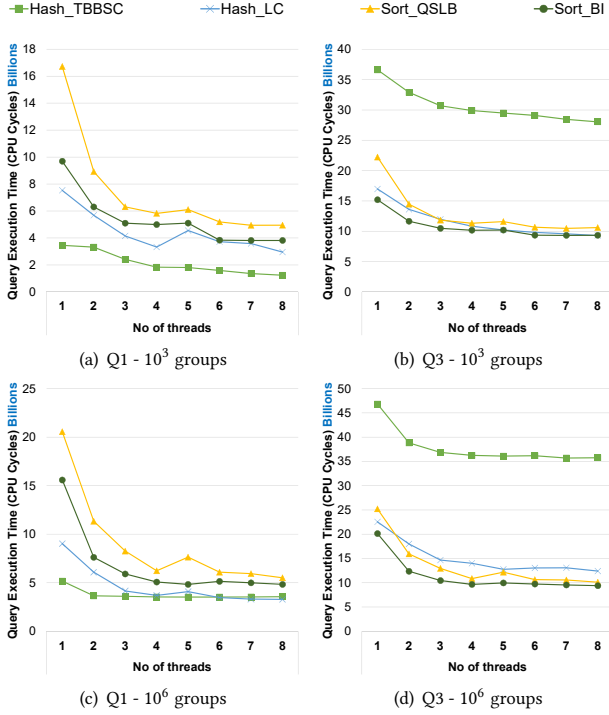 Hash_TBBSC Hash_LC Sort_QSLB Sort_BI
Query Execution Time (CPU Cycles) Billions
18
16
14
12
10
8
6
4
2
0
1 2 3 4 5 6 7 8
No of threads
(a) Q1 - 10³ groups
Query Execution Time (CPU Cycles) Billions
40
35
30
25
20
15
10
5
0
1 2 3 4 5 6 7 8
No of threads
(b) Q3 - 10³ groups
Query Execution Time (CPU Cycles) Billions
25
20
15
10
5
0
1 2 3 4 5 6 7 8
No of threads
(c) Q1 - 10⁶ groups
Query Execution Time (CPU Cycles) Billions
50
45
40
35
30
25
20
15
10
5
0
1 2 3 4 5 6 7 8
No of threads
(d) Q3 - 10⁶ groups